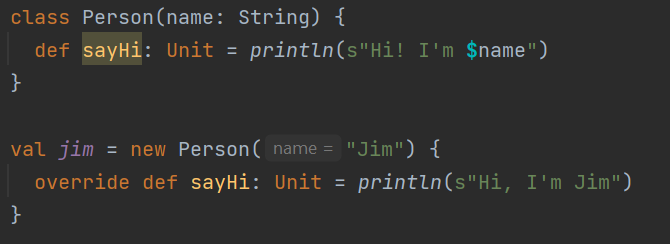 class Person(name: String) {
  def sayHi: Unit = println(s"Hi! I'm $name")
}
val jim = new Person( name = "Jim") {
  override def sayHi: Unit = println(s"Hi, I'm Jim")
}